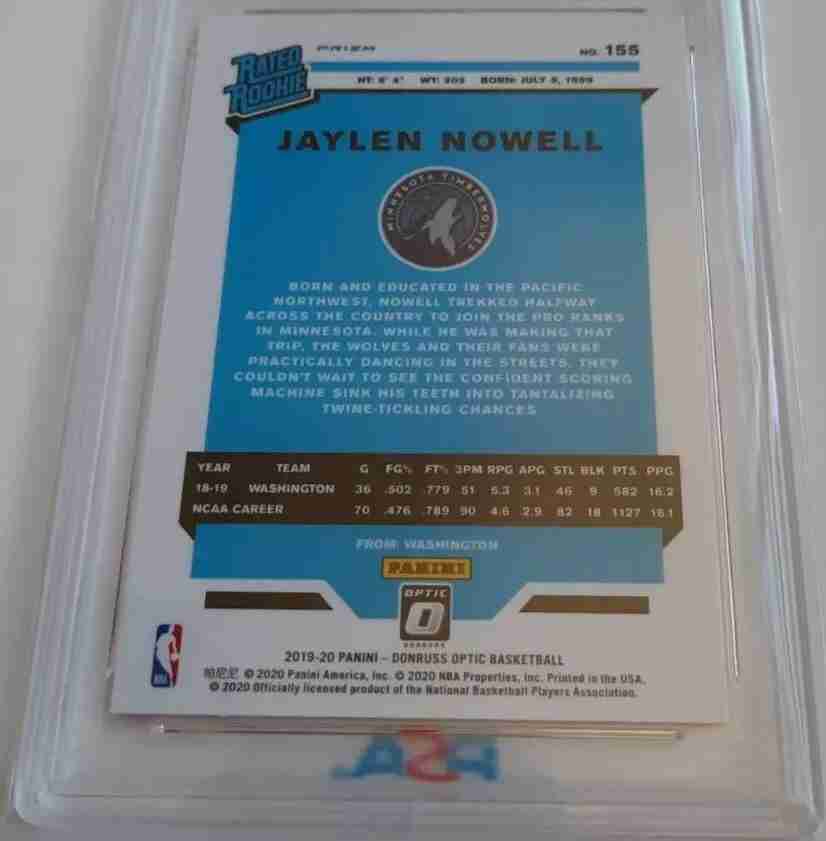 RATED
ROOKIE
PRIZM
NO. 155
HT: 6' 4" WT: 202 BORN: JULY 9, 1999
JAYLEN NOWELL
MINNESOTA TIMBERWOLVES
BORN AND EDUCATED IN THE PACIFIC
NORTHWEST, NOWELL TREKKED HALFWAY
ACROSS THE COUNTRY TO JOIN THE PRO RANKS
IN MINNESOTA. WHILE HE WAS MAKING THAT
TRIP, THE WOLVES AND THEIR FANS WERE
PRACTICALLY DANCING IN THE STREETS. THEY
COULDN'T WAIT TO SEE THE CONFIDENT SCORING
MACHINE SINK HIS TEETH INTO TANTALIZING
TWINE-TICKLING CHANCES
YEAR TEAM G FG% FT% 3PM RPG APG STL BLK PTS PPG
18-19 WASHINGTON 36 .502 .779 51 5.3 3.1 46 9 582 16.2
NCAA CAREER 70 .476 .789 90 4.6 2.9 82 18 1127 16.1
FROM: WASHINGTON
PANINI
OPTIC
DONRUSS
NBA
2019-20 PANINI – DONRUSS OPTIC BASKETBALL
帕尼尼 © 2020 Panini America, Inc. © 2020 NBA Properties, Inc. Printed in the USA.
© 2020 Officially licensed product of the National Basketball Players Association.
PSA